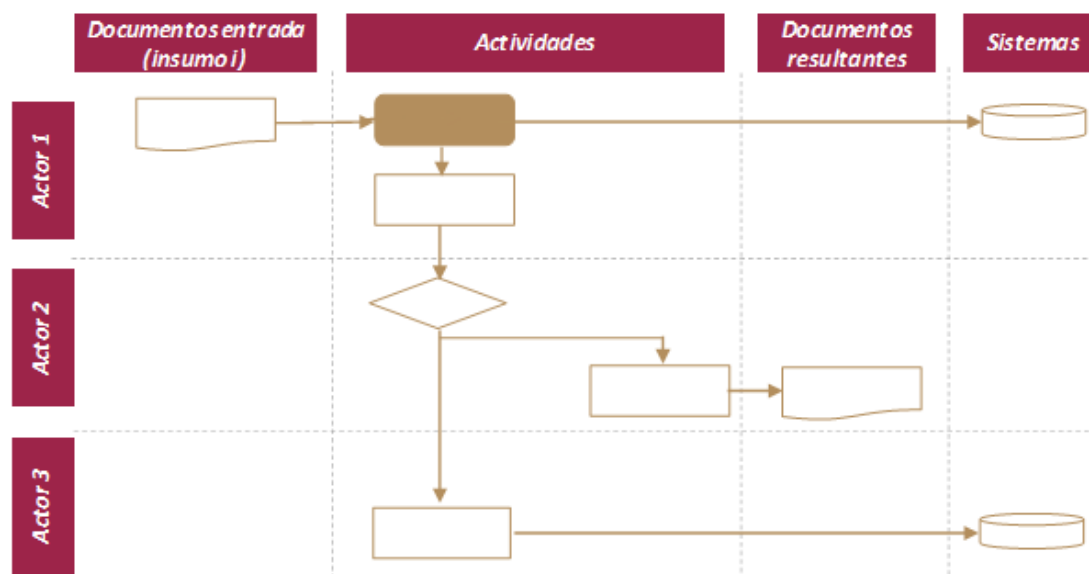 Documentos entrada
(insumo i)
Actividades
Documentos
resultantes
Sistemas
Actor 1
Actor 2
Actor 3